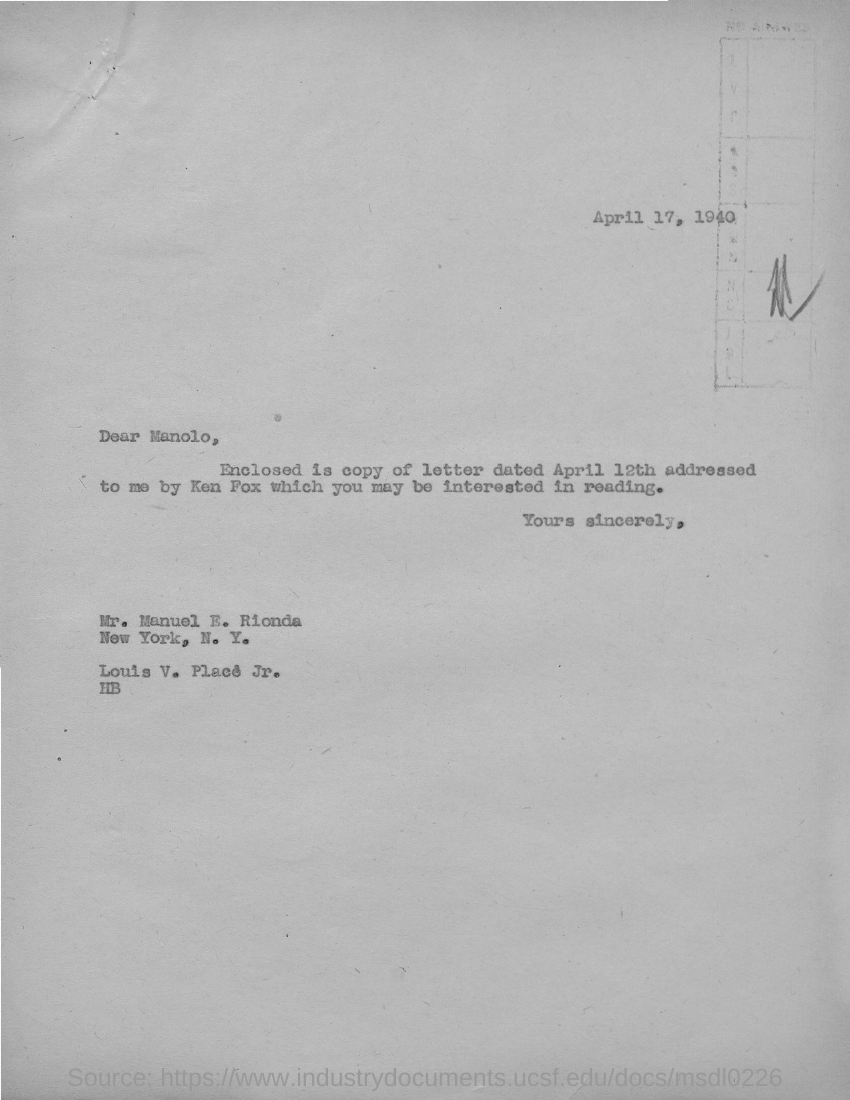 April 17, 1940
Dear Manolo,
Enclosed is copy of letter dated April 12th addressed
to me by Ken Fox which you may be interested in reading.
Yours sincerely,
Mr. Manuel E. Rionda
New York, N. Y.
Louis V. Placé Jr.
HB
Source: https://www.industrydocuments.ucsf.edu/docs/msdl0226